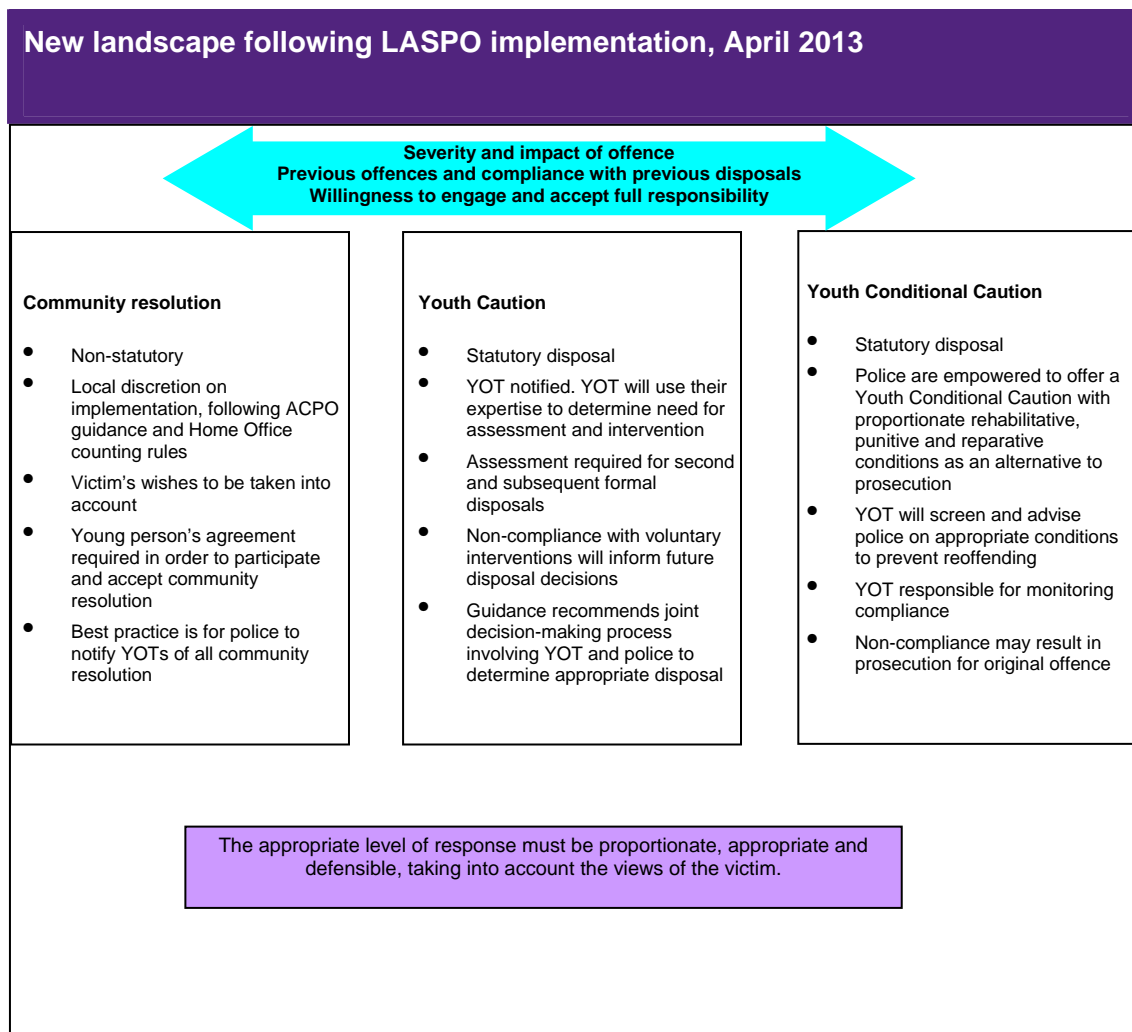 New landscape following LASPO implementation, April 2013
Severity and impact of offence
Previous offences and compliance with previous disposals
Willingness to engage and accept full responsibility
Community resolution
• Non-statutory
• Local discretion on
implementation, following ACPO
guidance and Home Office
counting rules
• Victim's wishes to be taken into
account
• Young person's agreement
required in order to participate
and accept community
resolution
• Best practice is for police to
notify YOTs of all community
resolution
Youth Caution
• Statutory disposal
• YOT notified. YOT will use their
expertise to determine need for
assessment and intervention
• Assessment required for second
and subsequent formal
disposals
• Non-compliance with voluntary
interventions will inform future
disposal decisions
• Guidance recommends joint
decision-making process
involving YOT and police to
determine appropriate disposal
Youth Conditional Caution
• Statutory disposal
• Police are empowered to offer a
Youth Conditional Caution with
proportionate rehabilitative,
punitive and reparative
conditions as an alternative to
prosecution
• YOT will screen and advise
police on appropriate conditions
to prevent reoffending
• YOT responsible for monitoring
compliance
• Non-compliance may result in
prosecution for original offence
The appropriate level of response must be proportionate, appropriate and
defensible, taking into account the views of the victim.